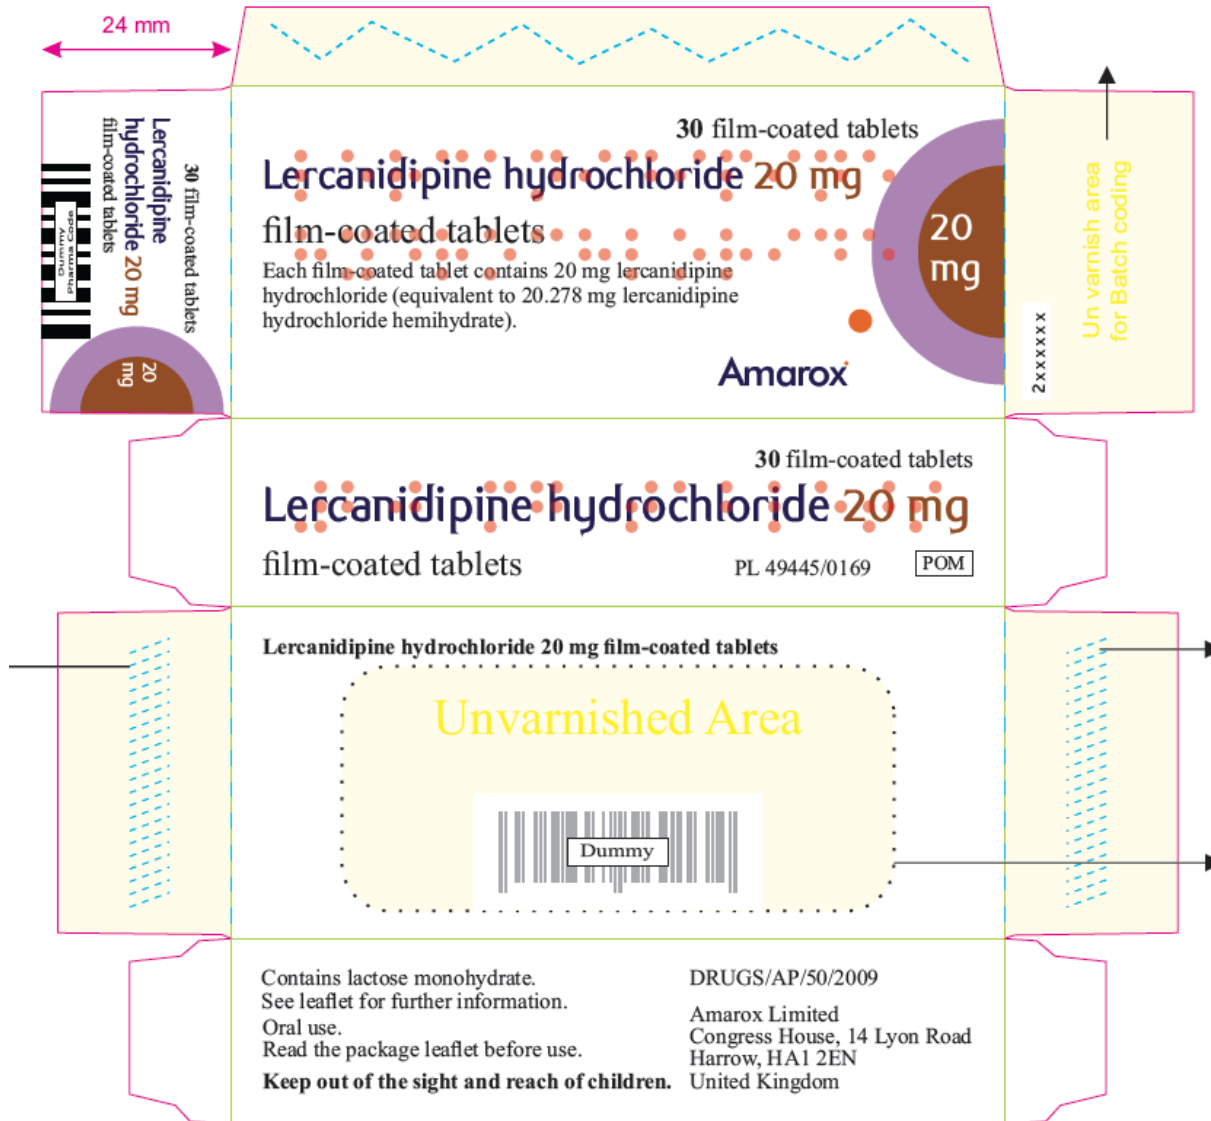 24 mm
30 film-coated tablets
Lercanidipine hydrochloride 20 mg
film-coated tablets
Each film-coated tablet contains 20 mg lercanidipine
hydrochloride (equivalent to 20.278 mg lercanidipine
hydrochloride hemihydrate).
20
mg
Amarox
30 film-coated tablets
Lercanidipine
hydrochloride 20 mg
film-coated tablets
Dummy
Pharma Code
20
mg
Un varnish area
for Batch coding
2xxxxxx
30 film-coated tablets
Lercanidipine hydrochloride 20 mg
film-coated tablets
PL 49445/0169
POM
Lercanidipine hydrochloride 20 mg film-coated tablets
Unvarnished Area
Dummy
Contains lactose monohydrate.
See leaflet for further information.
Oral use.
Read the package leaflet before use.
Keep out of the sight and reach of children.
DRUGS/AP/50/2009
Amarox Limited
Congress House, 14 Lyon Road
Harrow, HA1 2EN
United Kingdom